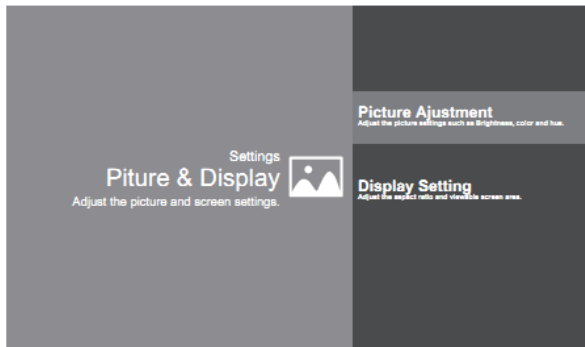 Settings
Piture & Display
Adjust the picture and screen settings.
Picture Ajustment
Adjust the picture settings such as Brightness, color and hue.
Display Setting
Adjust the aspact ratio and viewable screen area.